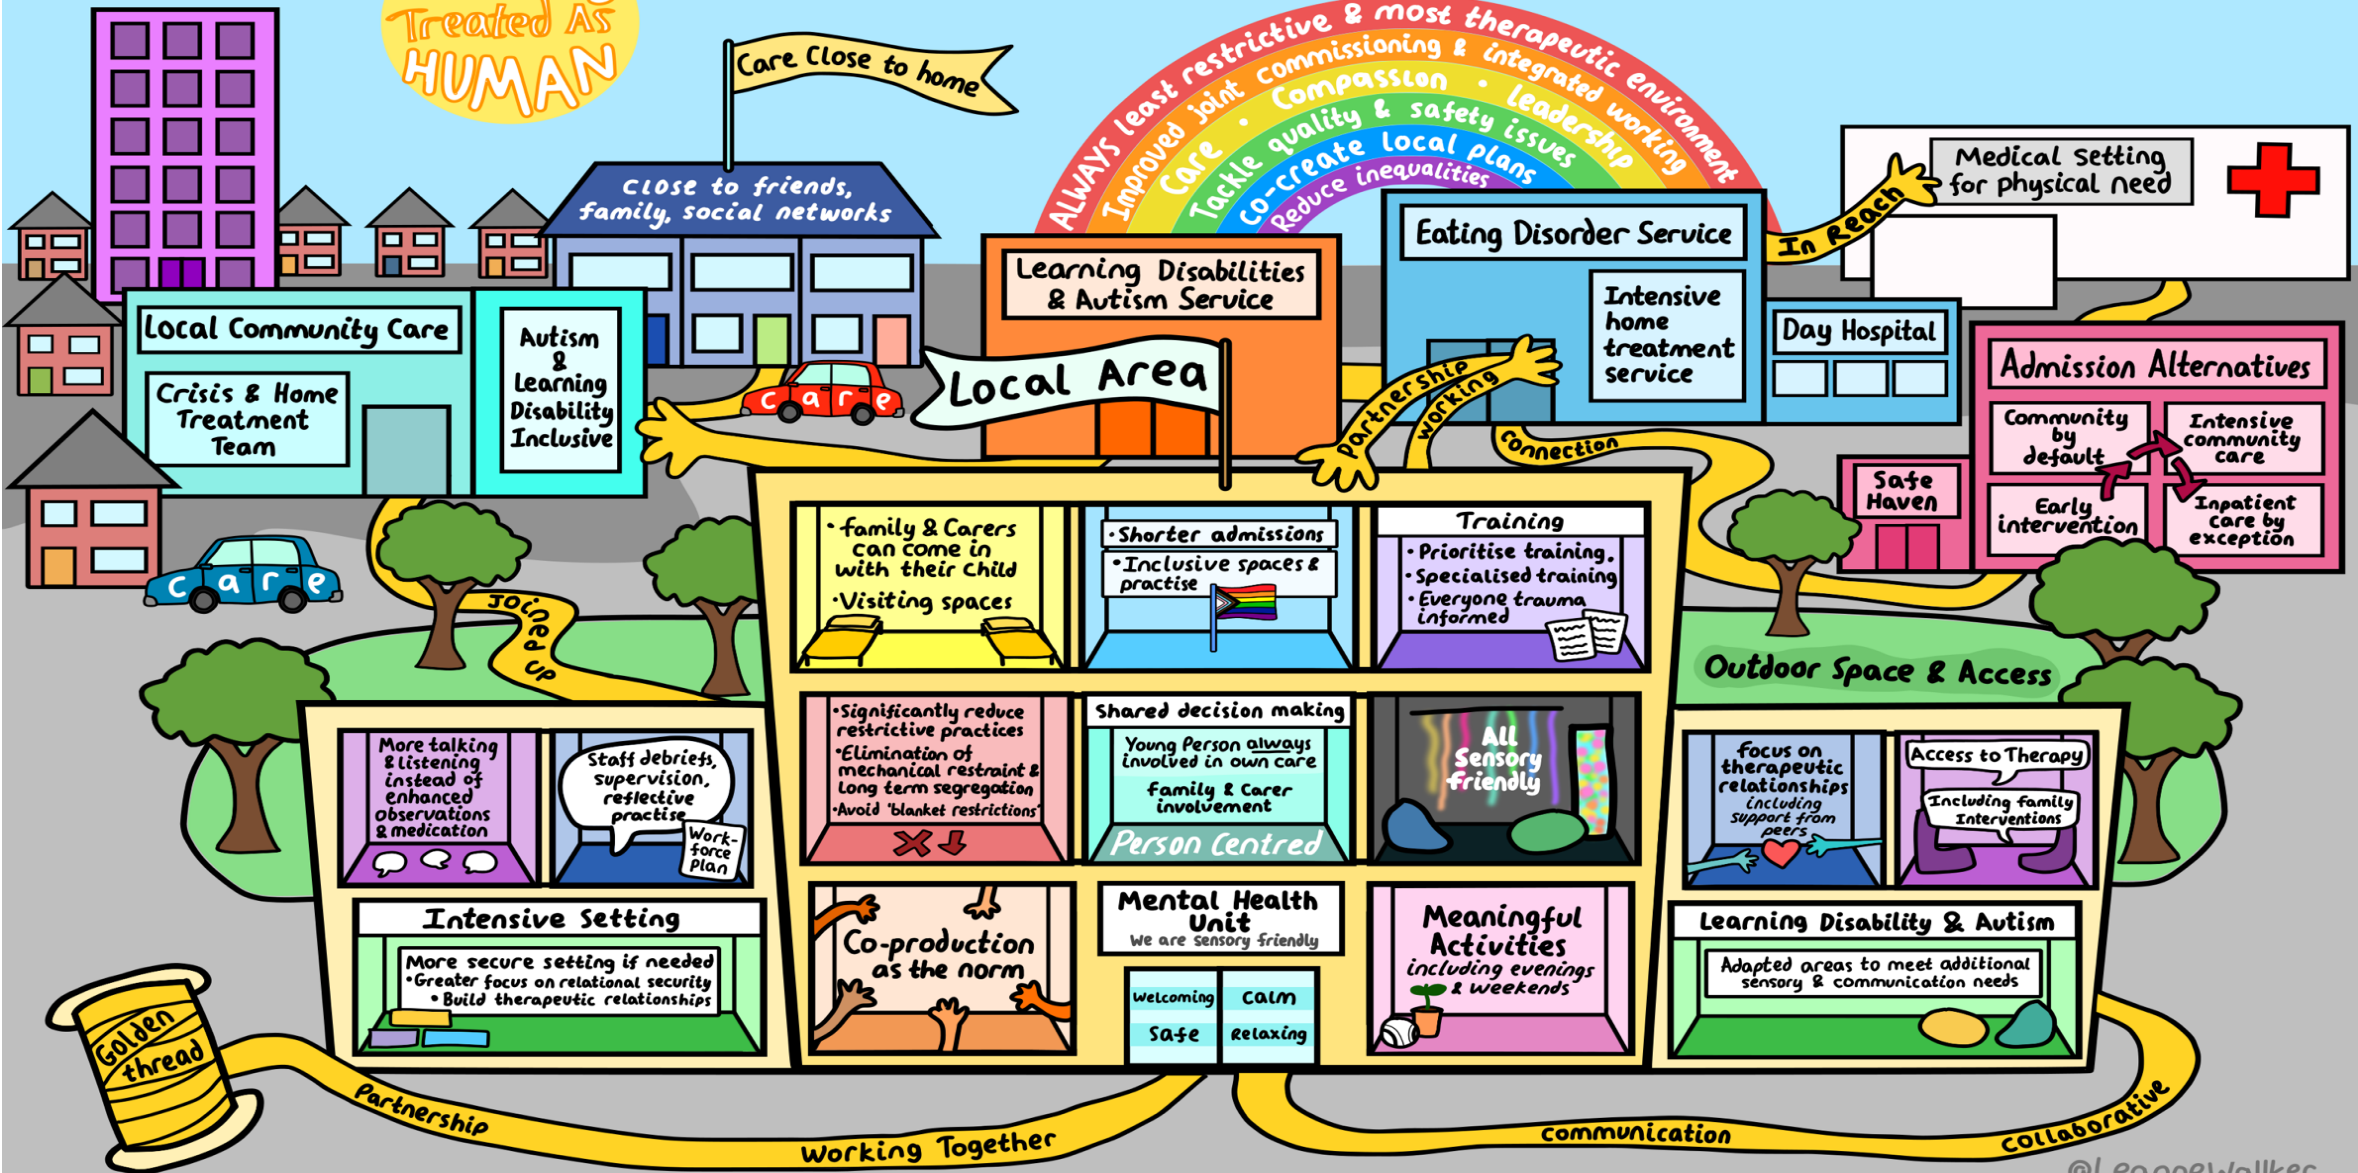 Treated As
HUMAN
Care Close to home
ALWAYS least restrictive & most therapeutic environment
Improved joint commissioning & integrated working
Care • Compassion • Leadership
Tackle quality & safety issues
Co-create local plans
Reduce inequalities
Close to friends,
family, social networks
Medical setting
for physical need
In Reach
Learning Disabilities
& Autism Service
Eating Disorder Service
Intensive
home
treatment
service
Day Hospital
Local Community Care
Crisis & Home
Treatment
Team
Autism
&
Learning
Disability
Inclusive
care
Local Area
Partnership
working
Connection
Admission Alternatives
Community
by
default
Intensive
community
care
Early
intervention
Inpatient
care by
exception
Safe
Haven
care
Joined up
• Family & Carers
can come in
with their child
• Visiting spaces
• Shorter admissions
• Inclusive spaces &
practise
Training
• Prioritise training.
• Specialised training
• Everyone trauma
informed
Outdoor Space & Access
More talking
& listening
instead of
enhanced
observations
& medication
Staff debriefs,
supervision,
reflective
practise
Work-
force
Plan
• Significantly reduce
restrictive practices
• Elimination of
mechanical restraint &
long term segregation
• Avoid 'blanket restrictions'
Shared decision making
Young Person always
involved in own care
Family & Carer
involvement
Person Centred
All
Sensory
friendly
Focus on
therapeutic
relationships
including
support from
peers
Access to Therapy
Including family
Interventions
Intensive Setting
More secure setting if needed
• Greater focus on relational security
• Build therapeutic relationships
Co-production
as the norm
Mental Health
Unit
We are sensory friendly
Welcoming
Calm
Safe
Relaxing
Meaningful
Activities
including evenings
& weekends
Learning Disability & Autism
Adapted areas to meet additional
sensory & communication needs
Golden
thread
Partnership
Working Together
Communication
Collaborative